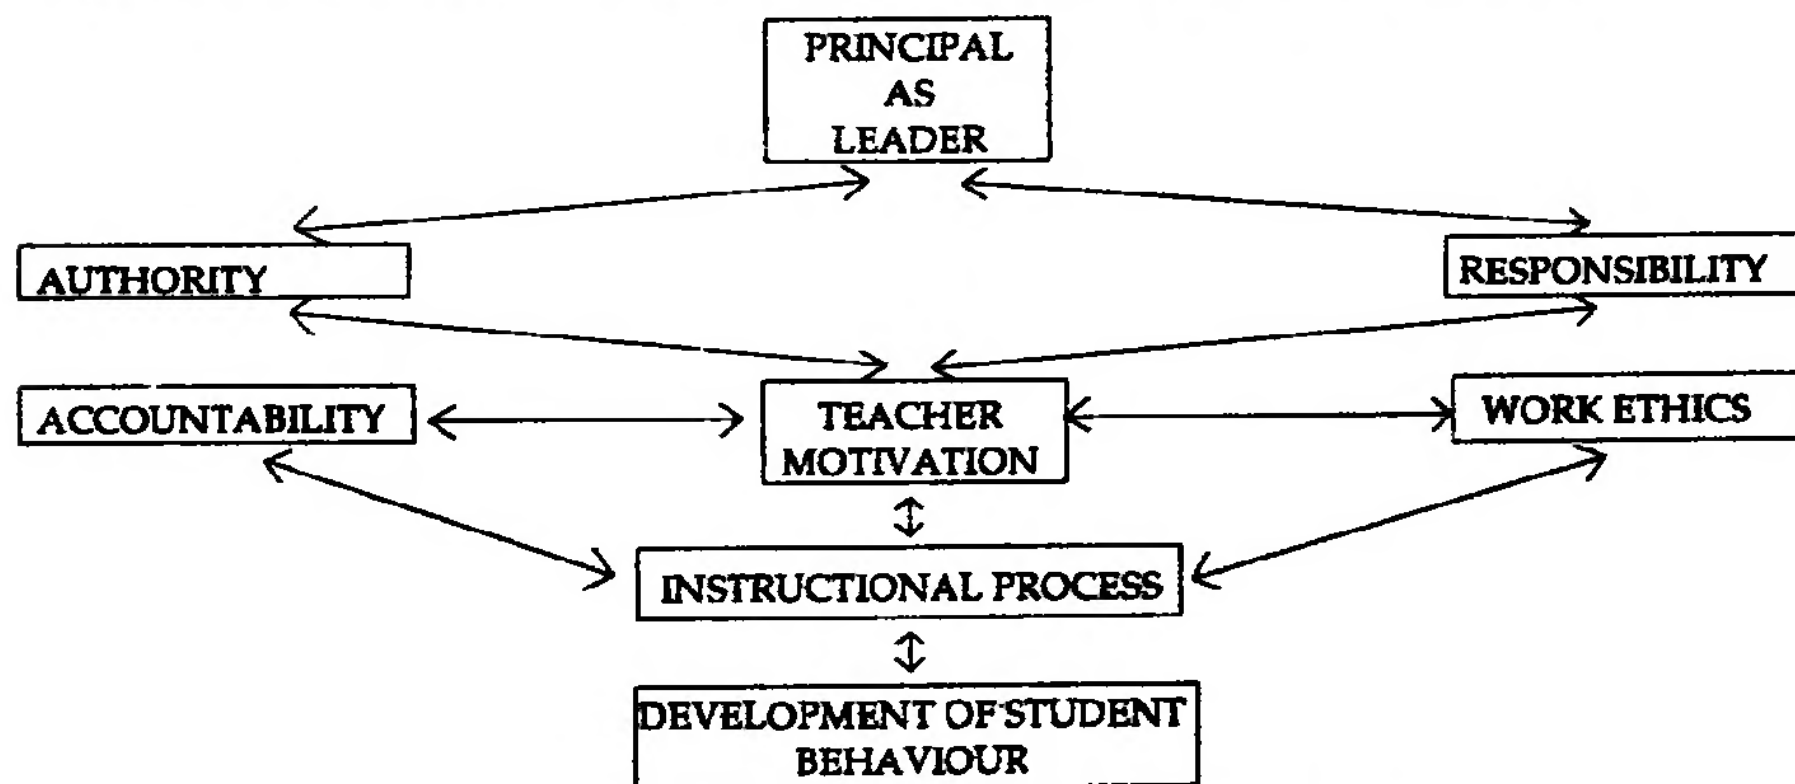 PRINCIPAL
AS
LEADER
AUTHORITY
RESPONSIBILITY
ACCOUNTABILITY
TEACHER
MOTIVATION
WORK ETHICS
INSTRUCTIONAL PROCESS
DEVELOPMENT OF STUDENT
BEHAVIOUR